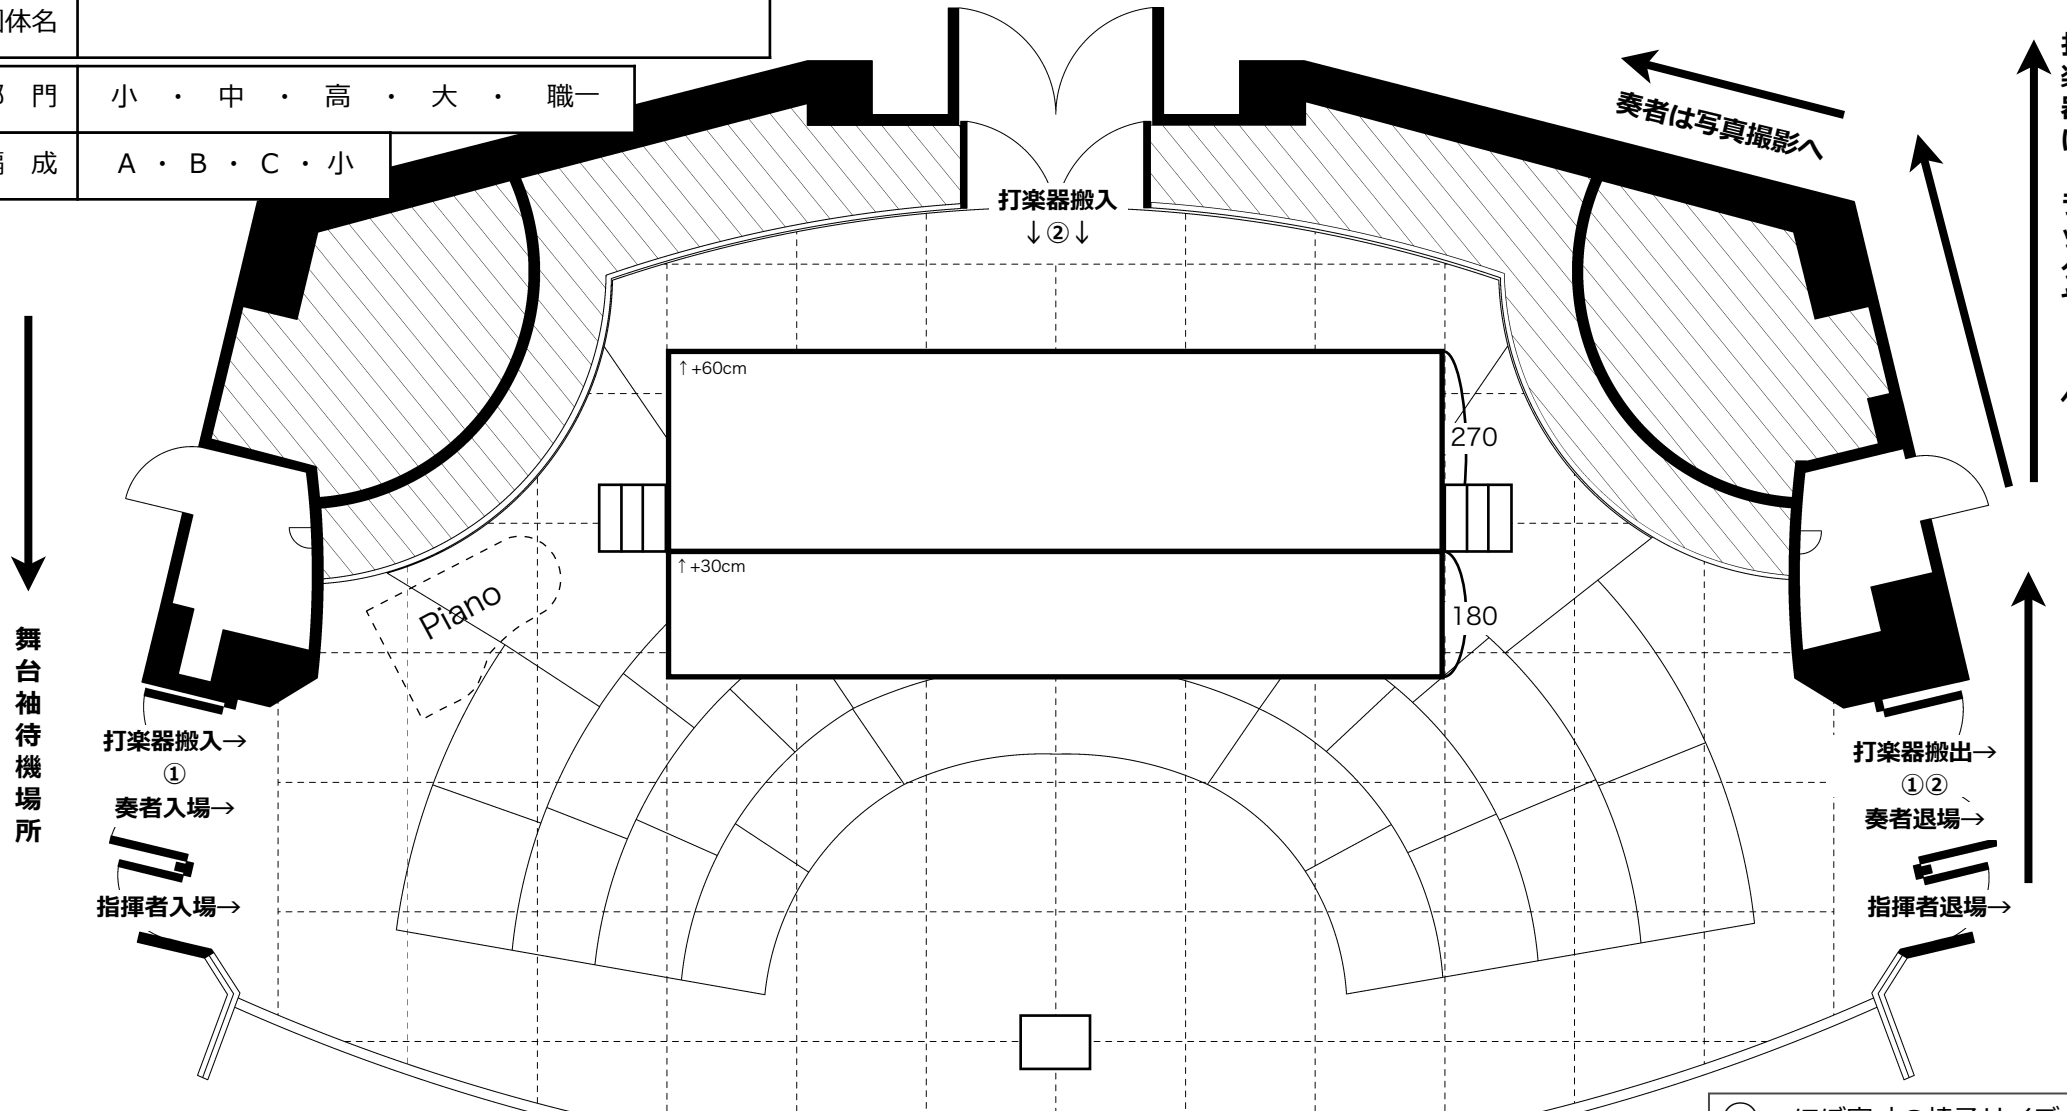 体名
門
小 ・ 中 ・ 高 ・ 大 ・ 職一
成
A ・ B ・ C ・ 小
奏者は写真撮影へ
打楽器搬入
↓②↓
↑+60cm
270
↑+30cm
180
Piano
舞台袖待機場所
打楽器搬入→
①
奏者入場→
指揮者入場→
打楽器搬出→
①②
奏者退場→
指揮者退場→